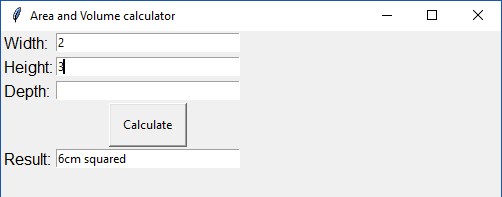 Area and Volume calculator
Width: 2
Height: 3
Depth:
Calculate
Result: 6cm squared